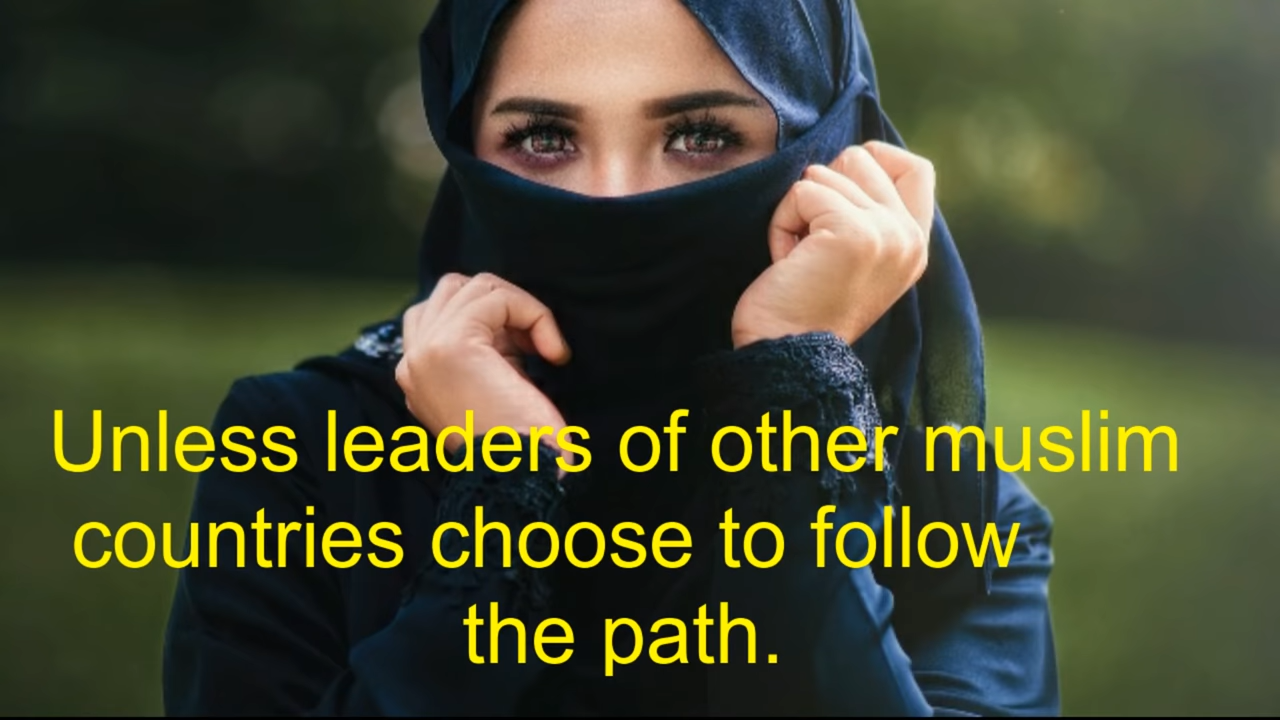 Unless leaders of other muslim
countries choose to follow
the path.